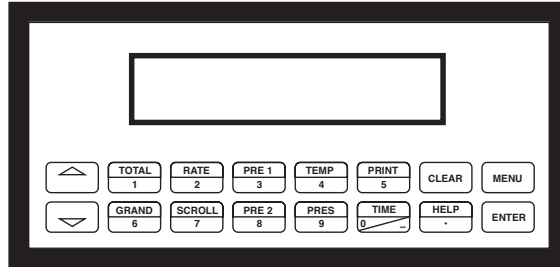 TOTAL RATE PRE 1 TEMP PRINT
1 2 3 4 5 CLEAR MENU
GRAND SCROLL PRE 2 PRES TIME HELP
6 7 8 9 0 – . ENTER